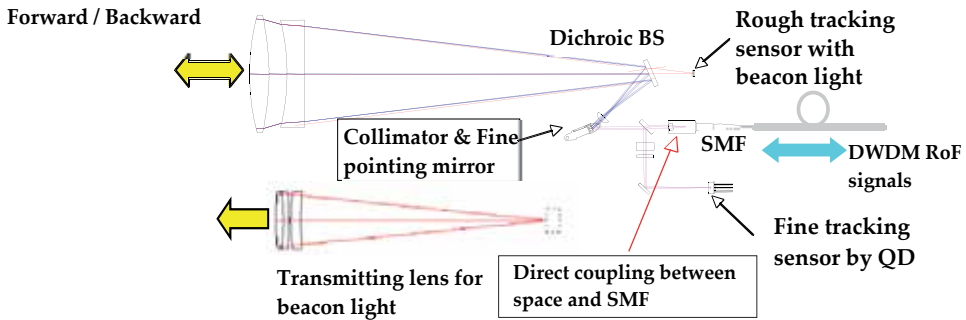 Forward / Backward
Dichroic BS
Rough tracking
sensor with
beacon light
Collimator & Fine
pointing mirror
SMF
DWDM RoF
signals
Fine tracking
sensor by QD
Transmitting lens for
beacon light
Direct coupling between
space and SMF